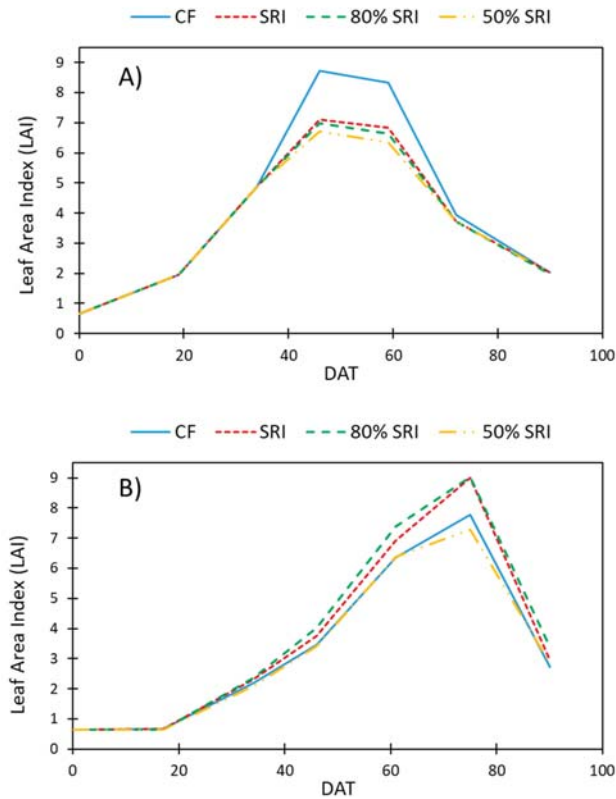 CF SRI 80% SRI 50% SRI
A)
9
8
7
6
5
4
3
2
1
0
Leaf Area Index (LAI)
0 20 40 60 80 100
DAT
CF SRI 80% SRI 50% SRI
B)
9
8
7
6
5
4
3
2
1
0
Leaf Area Index (LAI)
0 20 40 60 80 100
DAT